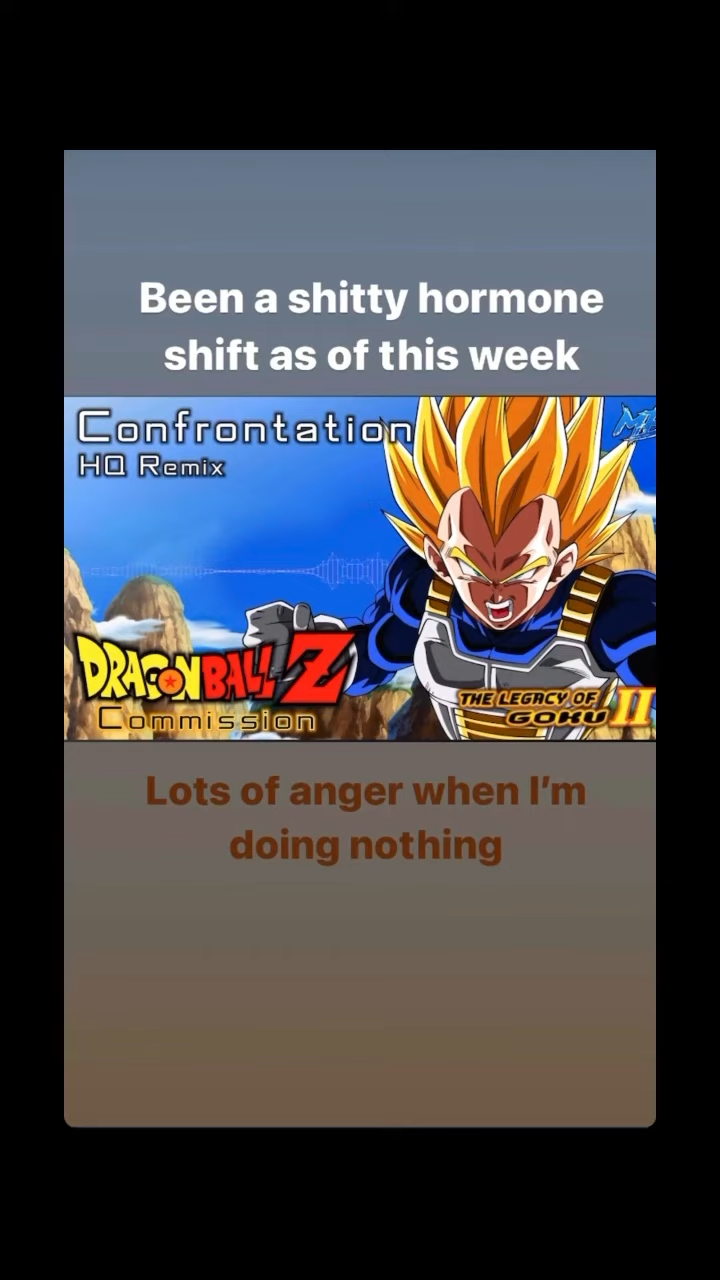 Been a shitty hormone
shift as of this week
Confrontation
HQ Remix
DRAGON BALL Z
Commission
THE LEGACY OF
GOKU II
Lots of anger when I’m
doing nothing